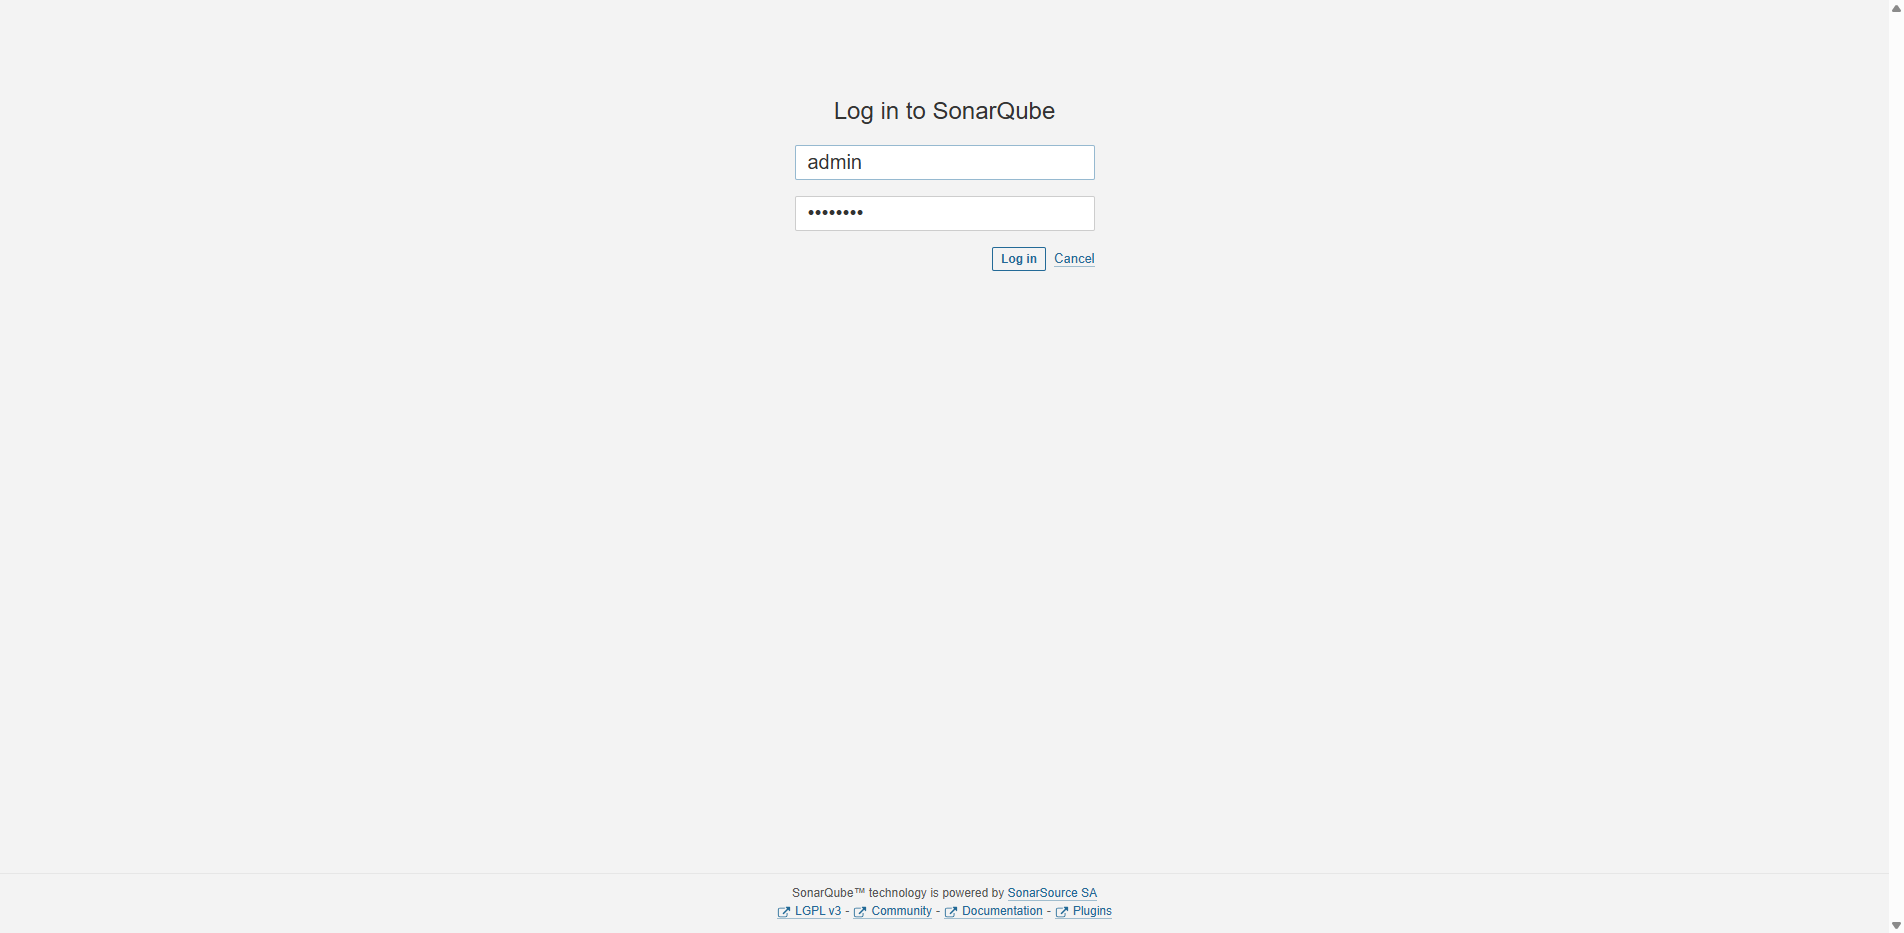 Log in to SonarQube
admin
••••••••
Log in Cancel
SonarQube™ technology is powered by SonarSource SA
LGPL v3 - Community - Documentation - Plugins